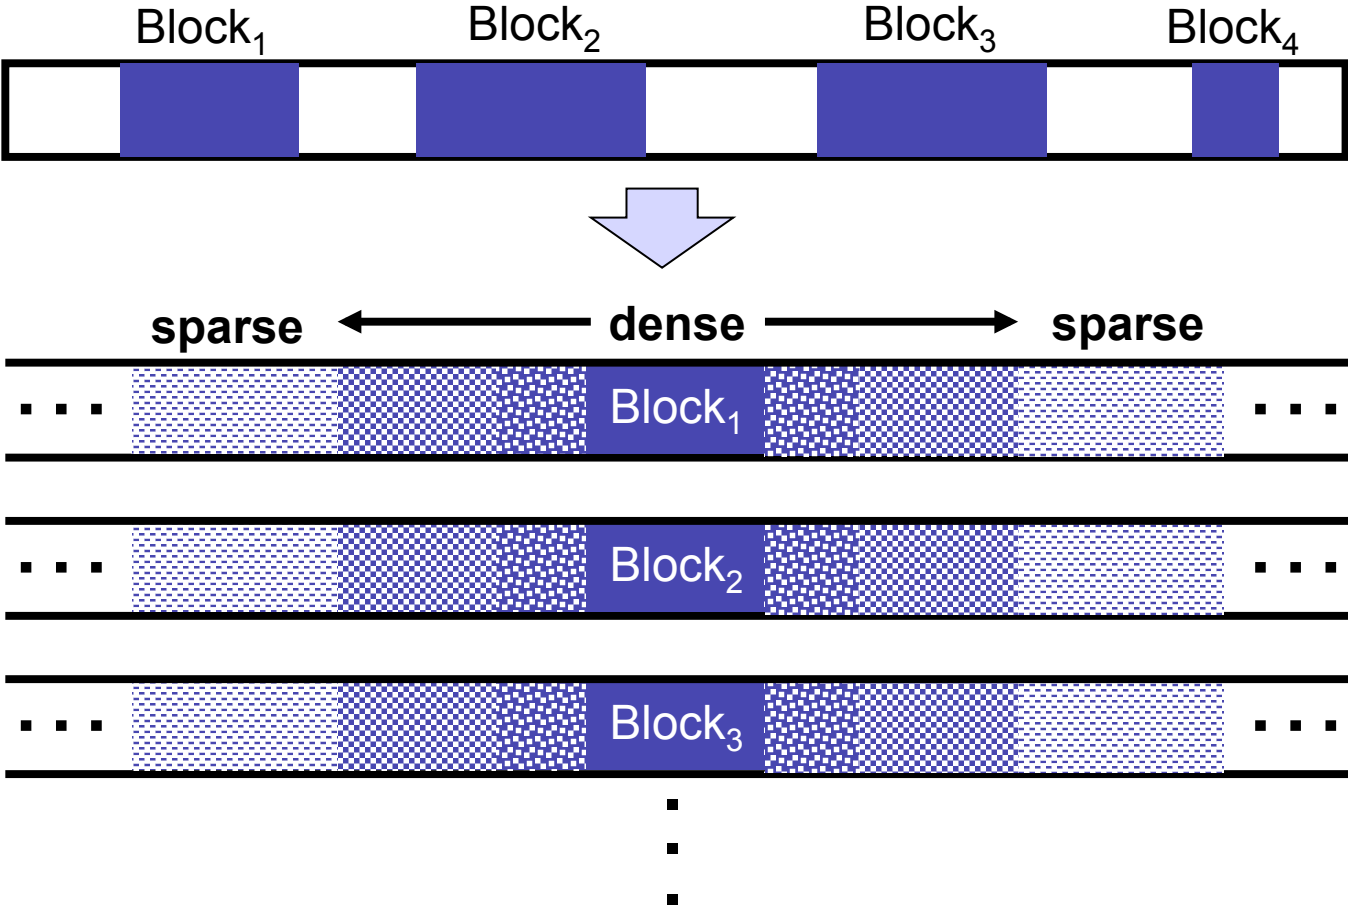 Block₁ Block₂ Block₃ Block₄
sparse dense sparse
... Block₁ ...
... Block₂ ...
... Block₃ ...